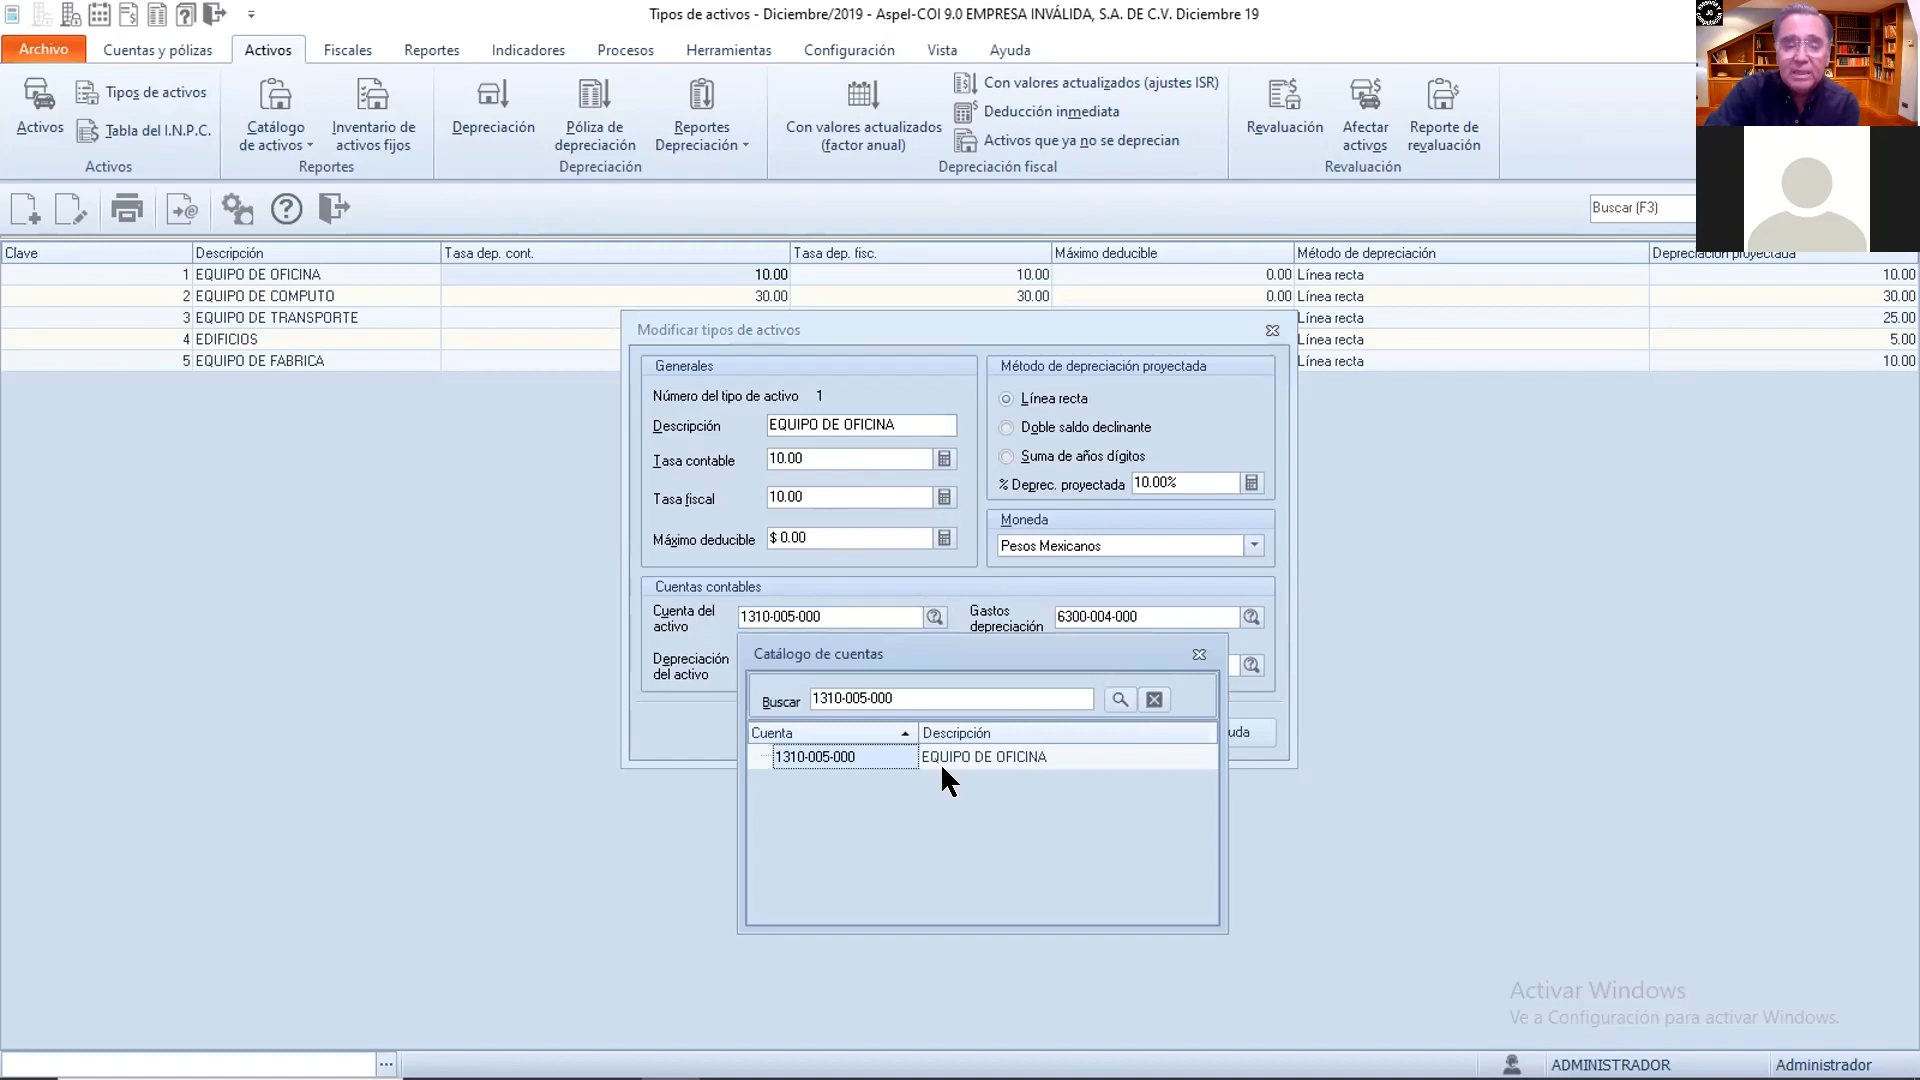 Tipos de activos - Diciembre/2019 - Aspel-COI 9.0 EMPRESA INVÁLIDA, S.A. DE C.V. Diciembre 19
Archivo Cuentas y pólizas Activos Fiscales Reportes Indicadores Procesos Herramientas Configuración Vista Ayuda
Activos
Tipos de activos
Tabla del I.N.P.C.
Activos
Catálogo
de activos
Inventario de
activos fijos
Reportes
Depreciación
Póliza de
depreciación
Reportes
Depreciación
Depreciación
Con valores actualizados
(factor anual)
Con valores actualizados (ajustes ISR)
Deducción inmediata
Activos que ya no se deprecian
Depreciación fiscal
Revaluación
Afectar
activos
Reporte de
revaluación
Revaluación
Buscar (F3)
Clave Descripción Tasa dep. cont. Tasa dep. fisc. Máximo deducible Método de depreciación Depreciación proyectada
1 EQUIPO DE OFICINA 10.00 10.00 0.00 Línea recta 10.00
2 EQUIPO DE COMPUTO 30.00 30.00 0.00 Línea recta 30.00
3 EQUIPO DE TRANSPORTE Línea recta 25.00
4 EDIFICIOS Línea recta 5.00
5 EQUIPO DE FABRICA Línea recta 10.00
Modificar tipos de activos
Generales
Número del tipo de activo 1
Descripción EQUIPO DE OFICINA
Tasa contable 10.00
Tasa fiscal 10.00
Máximo deducible $ 0.00
Método de depreciación proyectada
Línea recta
Doble saldo declinante
Suma de años dígitos
% Deprec. proyectada 10.00%
Moneda
Pesos Mexicanos
Cuentas contables
Cuenta del
activo 1310-005-000
Gastos
depreciación 6300-004-000
Depreciación
del activo
uda
Catálogo de cuentas
Buscar 1310-005-000
Cuenta Descripción
1310-005-000 EQUIPO DE OFICINA
Activar Windows
Ve a Configuración para activar Windows.
ADMINISTRADOR Administrador